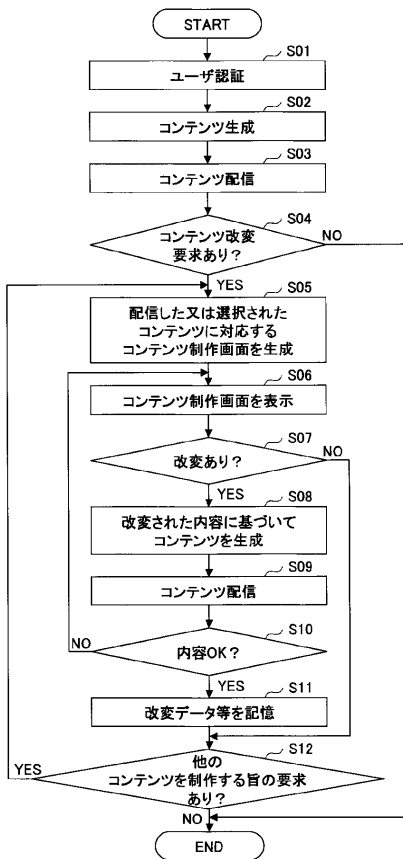 START
S01
ユーザ認証
S02
コンテンツ生成
S03
コンテンツ配信
S04
コンテンツ改変
要求あり?
NO
YES
S05
配信した又は選択された
コンテンツに対応する
コンテンツ制作画面を生成
S06
コンテンツ制作画面を表示
S07
改変あり?
NO
YES
S08
改変された内容に基づいて
コンテンツを生成
S09
コンテンツ配信
S10
内容OK?
NO
YES
S11
改変データ等を記憶
S12
他の
コンテンツを制作する旨の要求
あり?
YES
NO
END